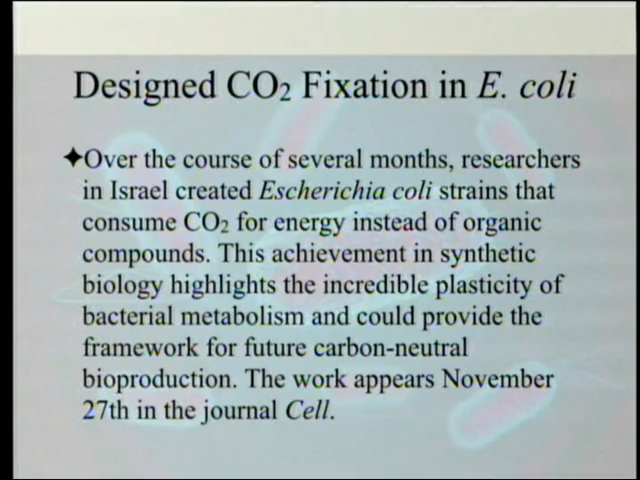 Designed CO₂ Fixation in E. coli
✦Over the course of several months, researchers
in Israel created Escherichia coli strains that
consume CO₂ for energy instead of organic
compounds. This achievement in synthetic
biology highlights the incredible plasticity of
bacterial metabolism and could provide the
framework for future carbon-neutral
bioproduction. The work appears November
27th in the journal Cell.